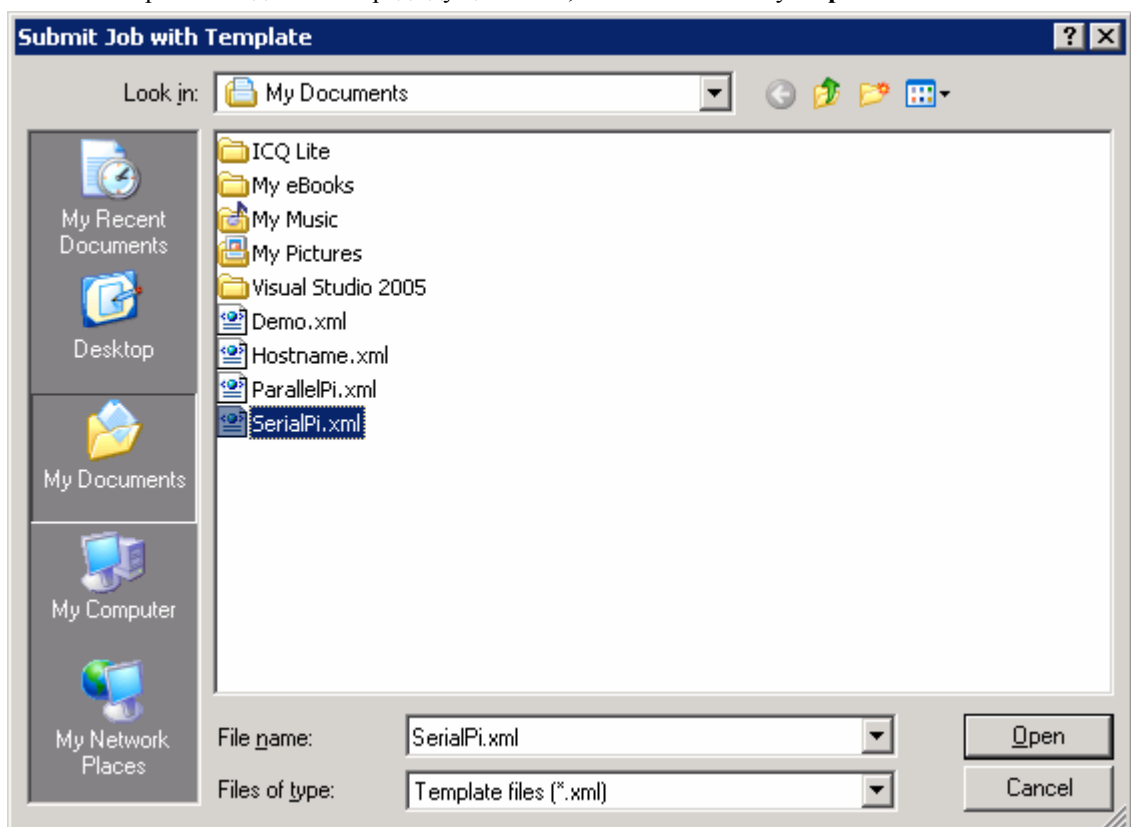 Submit Job with Template
Look in: My Documents
My Recent
Documents
Desktop
My Documents
My Computer
My Network
Places
ICQ Lite
My eBooks
My Music
My Pictures
Visual Studio 2005
Demo.xml
Hostname.xml
ParallelPi.xml
SerialPi.xml
File name: SerialPi.xml
Open
Files of type: Template files (*.xml)
Cancel